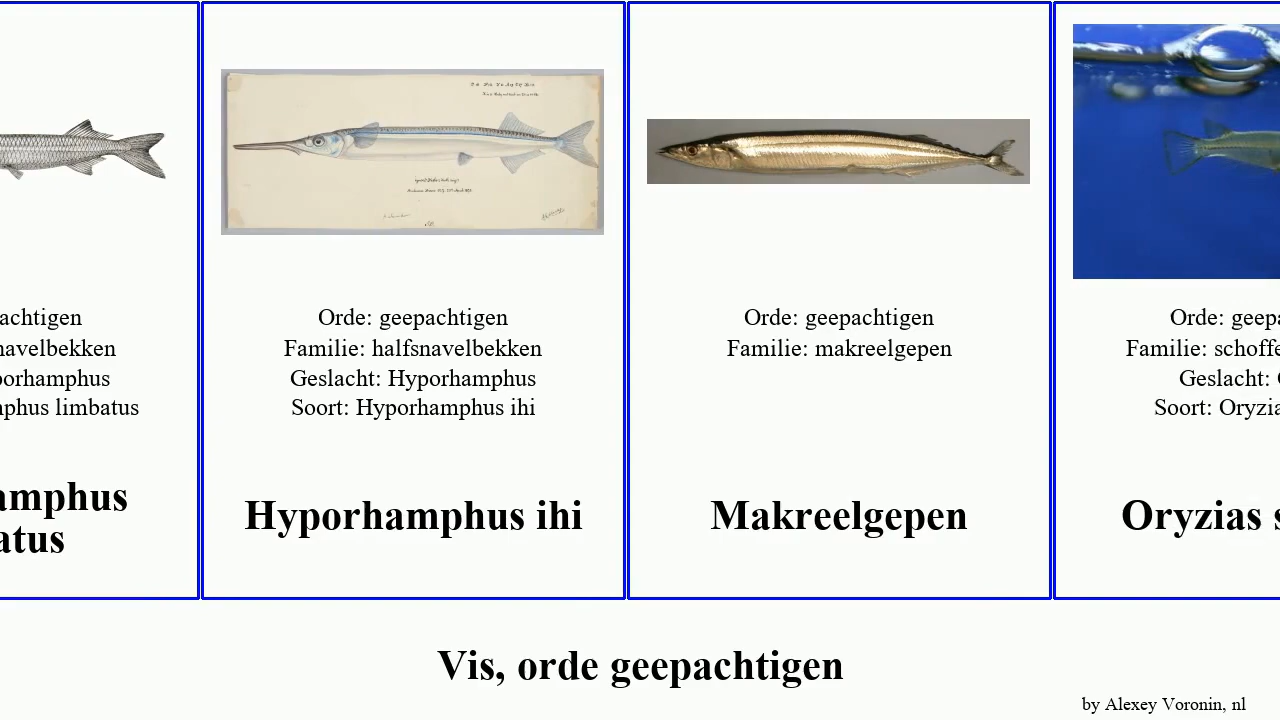 achtigen
navelbekken
orhamphus
phus limbatus
amphus
atus
Orde: geepachtigen
Familie: halfsnavelbekken
Geslacht: Hyporhamphus
Soort: Hyporhamphus ihi
Hyporhamphus ihi
Orde: geepachtigen
Familie: makreelgepen
Makreelgepen
Orde: geepa
Familie: schoffe
Geslacht:
Soort: Oryzia
Oryzias s
Vis, orde geepachtigen
by Alexey Voronin, nl